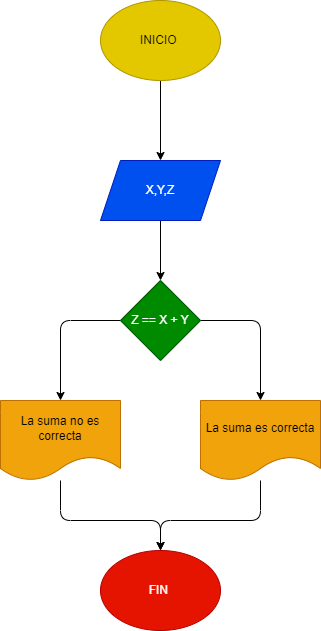 INICIO
X,Y,Z
Z == X + Y
La suma no es
correcta
La suma es correcta
FIN